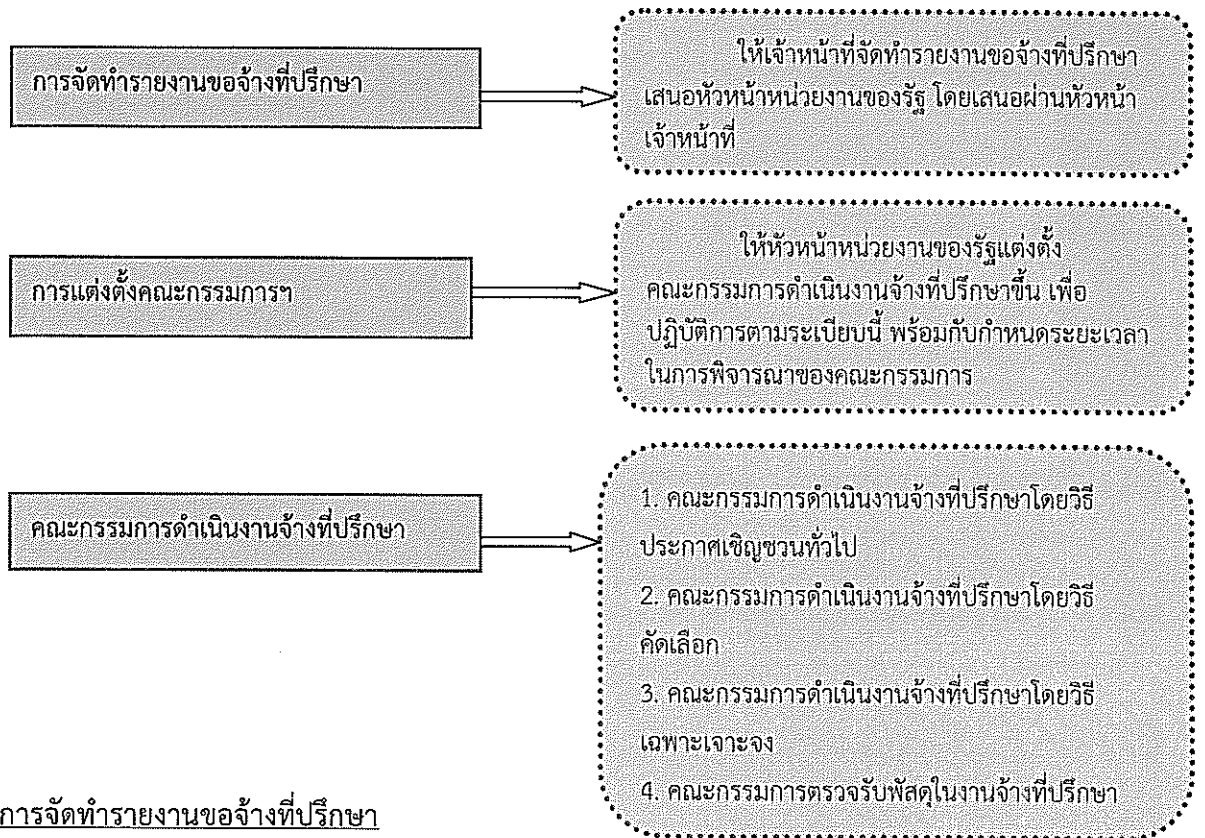 การจัดทำรายงานขอจ้างที่ปรึกษา
ให้เจ้าหน้าที่จัดทำรายงานขอจ้างที่ปรึกษา
เสนอหัวหน้าหน่วยงานของรัฐ โดยเสนอผ่านหัวหน้า
เจ้าหน้าที่
การแต่งตั้งคณะกรรมการฯ
ให้หัวหน้าหน่วยงานของรัฐแต่งตั้ง
คณะกรรมการดำเนินงานจ้างที่ปรึกษาขึ้น เพื่อ
ปฏิบัติการตามระเบียบนี้ พร้อมกับกำหนดระยะเวลา
ในการพิจารณาของคณะกรรมการ
คณะกรรมการดำเนินงานจ้างที่ปรึกษา
1. คณะกรรมการดำเนินงานจ้างที่ปรึกษาโดยวิธี
ประกาศเชิญชวนทั่วไป
2. คณะกรรมการดำเนินงานจ้างที่ปรึกษาโดยวิธี
คัดเลือก
3. คณะกรรมการดำเนินงานจ้างที่ปรึกษาโดยวิธี
เฉพาะเจาะจง
4. คณะกรรมการตรวจรับพัสดุในงานจ้างที่ปรึกษา
การจัดทำรายงานขอจ้างที่ปรึกษา